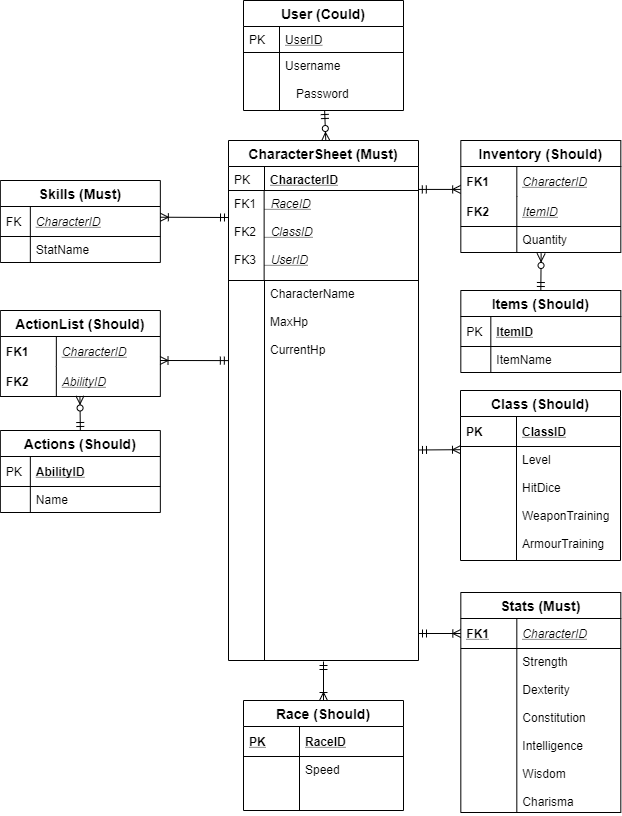 User (Could)
PK UserID
Username
Password
CharacterSheet (Must)
PK CharacterID
FK1 RaceID
FK2 ClassID
FK3 UserID
CharacterName
MaxHp
CurrentHp
Inventory (Should)
FK1 CharacterID
FK2 ItemID
Quantity
Skills (Must)
FK CharacterID
StatName
Items (Should)
PK ItemID
ItemName
ActionList (Should)
FK1 CharacterID
FK2 AbilityID
Class (Should)
PK ClassID
Level
HitDice
WeaponTraining
ArmourTraining
Actions (Should)
PK AbilityID
Name
Stats (Must)
FK1 CharacterID
Strength
Dexterity
Constitution
Intelligence
Wisdom
Charisma
Race (Should)
PK RaceID
Speed